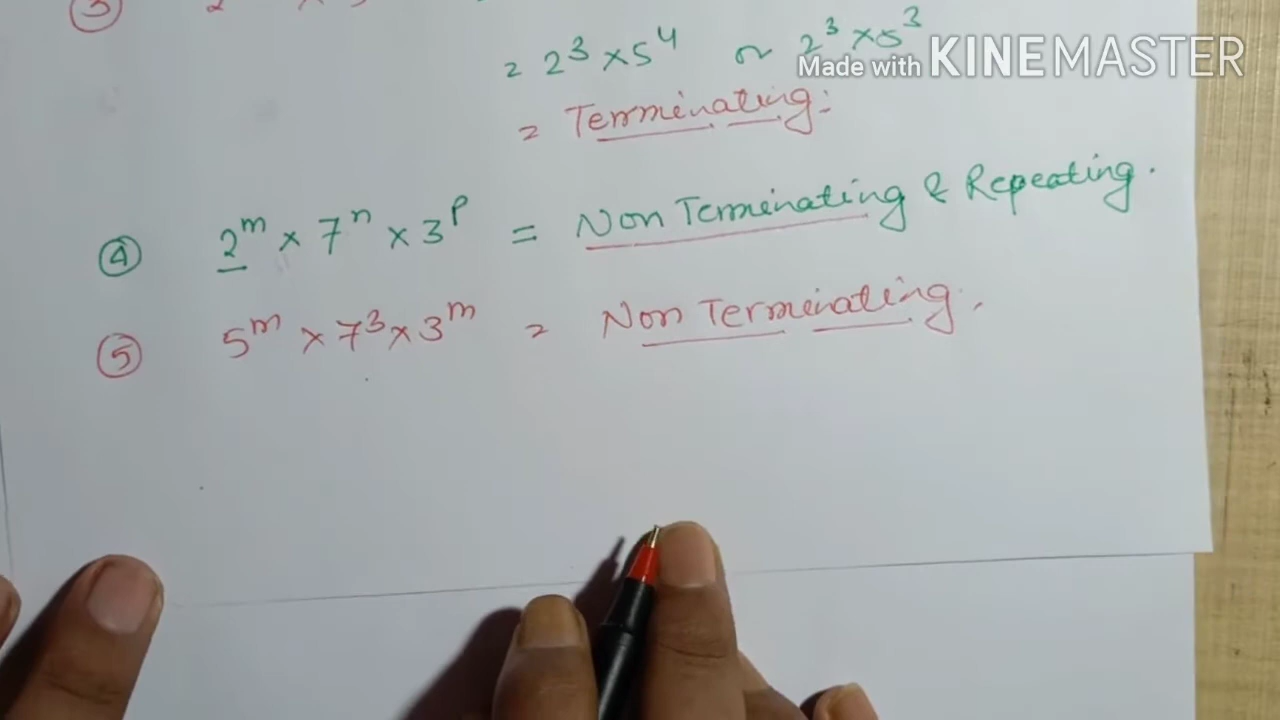 ③
= 2³ × 5⁴ or 2³ × 5³
Made with KINEMASTER
= Terminating:
④ 2ᵐ × 7ⁿ × 3ᵖ = Non Terminating & Repeating.
⑤ 5ᵐ × 7³ × 3ᵐ = Non Terminating.